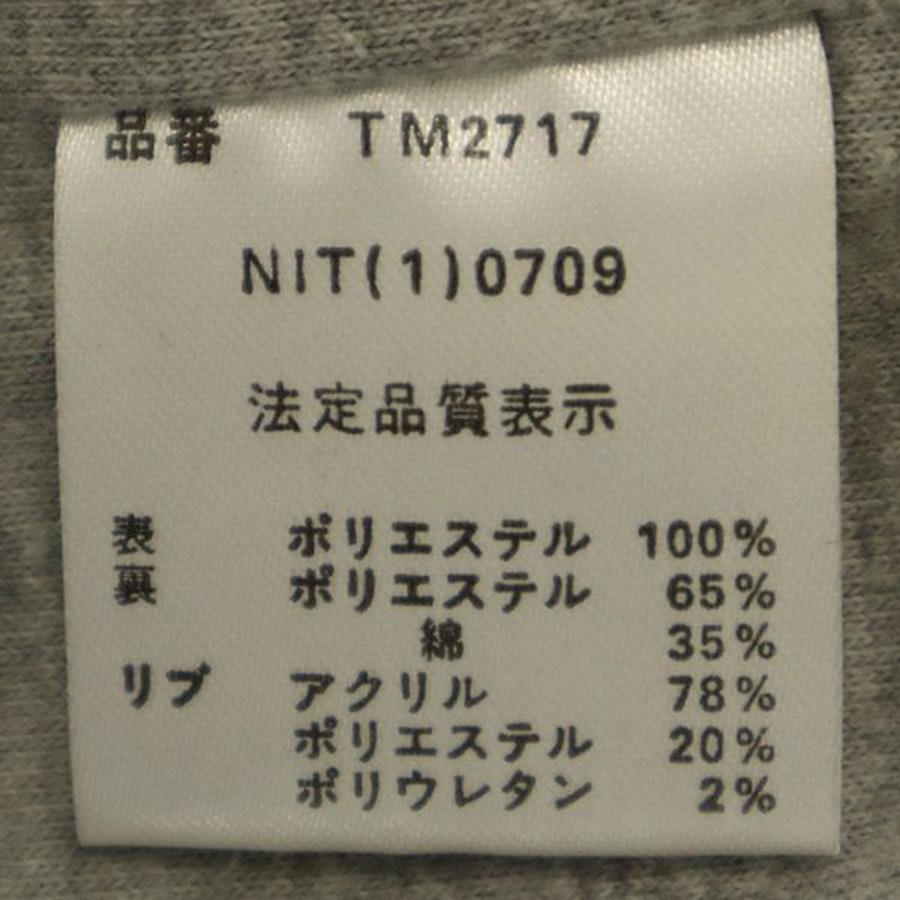 品番 TM2717
NIT(1)0709
法定品質表示
表 ポリエステル 100%
裏 ポリエステル 65%
綿 35%
リブ アクリル 78%
ポリエステル 20%
ポリウレタン 2%